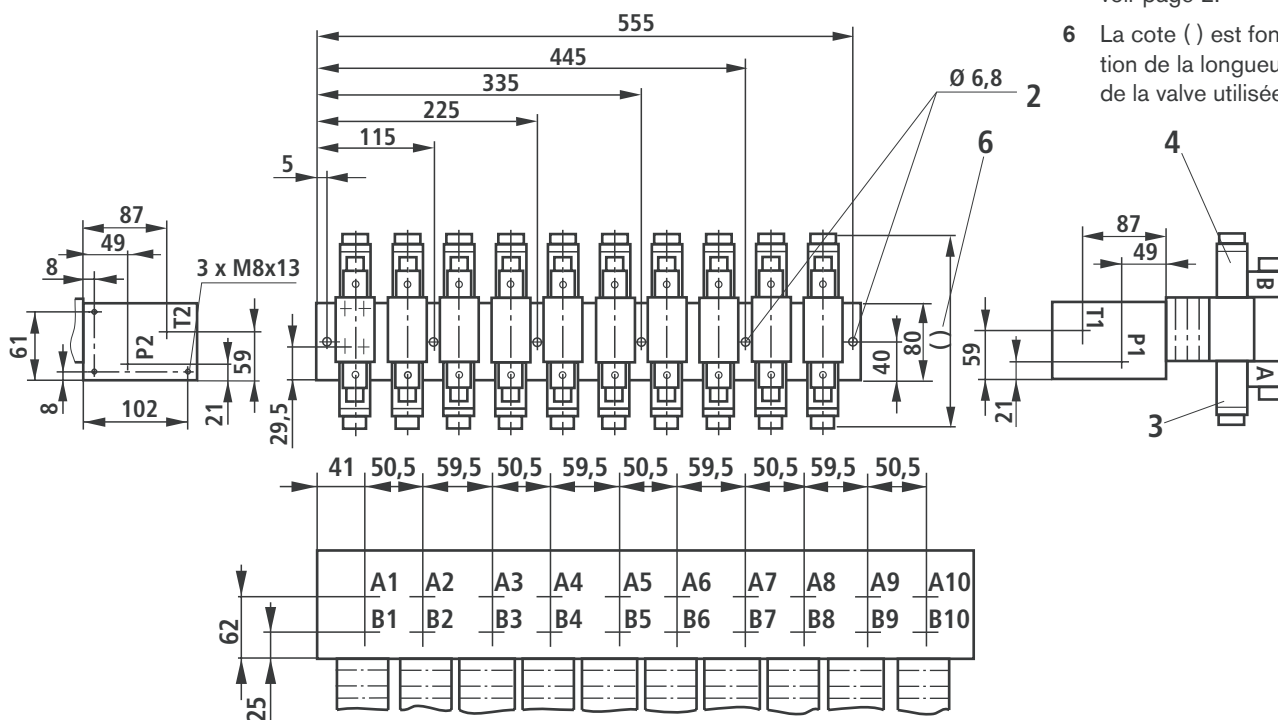 voir page 2.
6 La cote ( ) est fonc
tion de la longueu
de la valve utilisée
555
445
335
225
115
5
Ø 6,8
2
6
4
87
49
8
3 x M8x13
T2
P2
61
8
102
21
59
29,5
40
80
( )
87
49
T1
P1
59
21
B
A
3
41 50,5 59,5 50,5 59,5 50,5 59,5 50,5 59,5 50,5
A1 A2 A3 A4 A5 A6 A7 A8 A9 A10
B1 B2 B3 B4 B5 B6 B7 B8 B9 B10
62
25